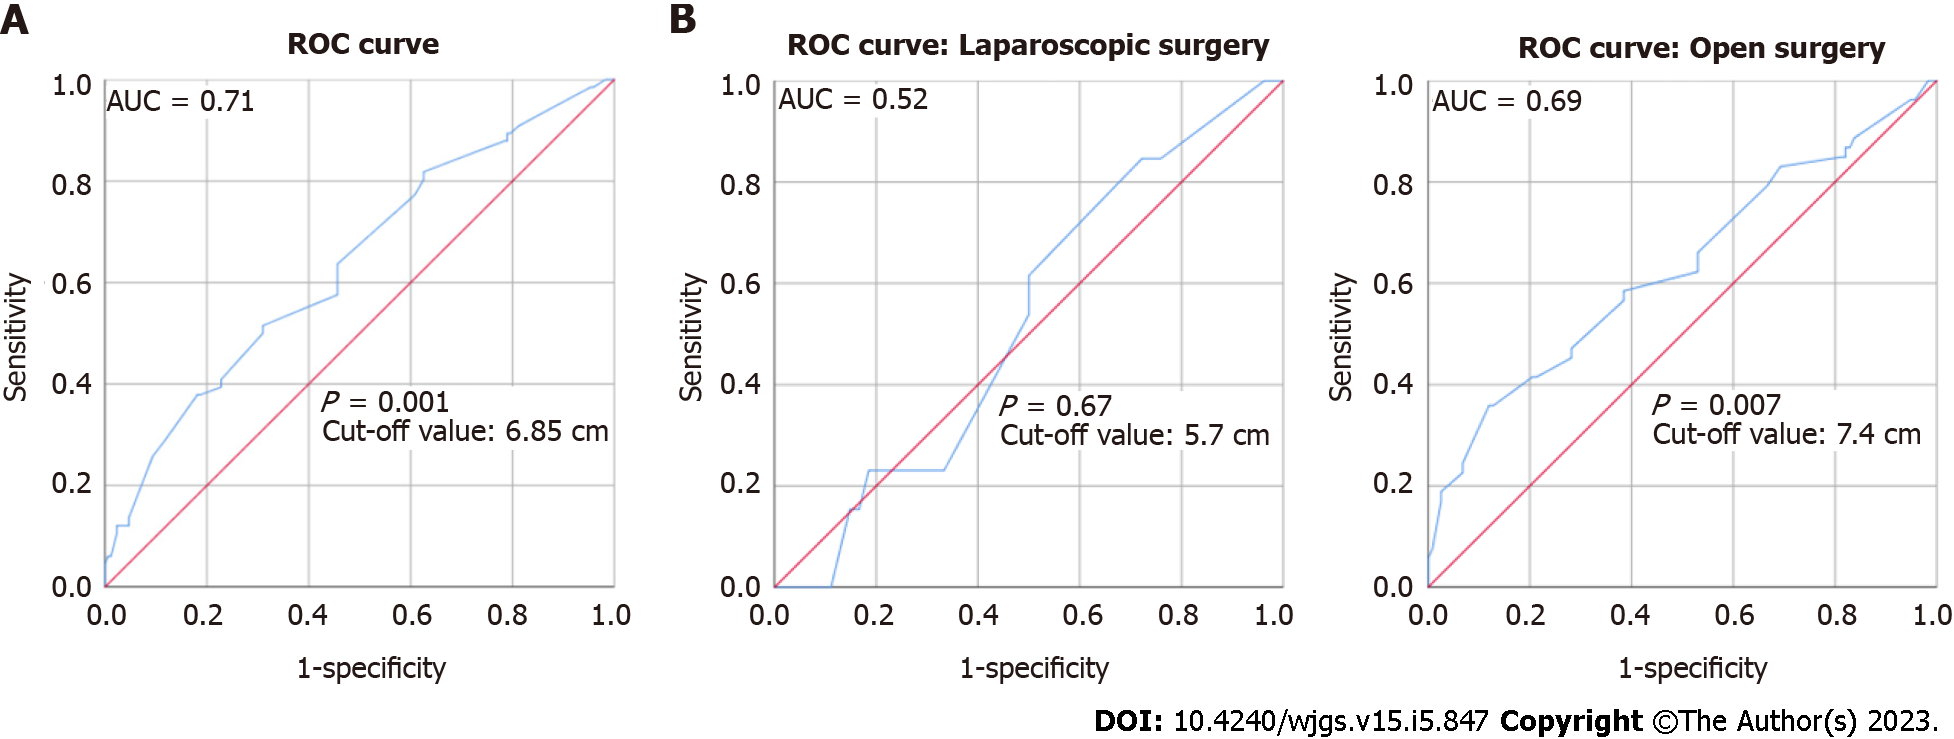 A
ROC curve
AUC = 0.71
1.0
0.8
0.6
0.4
0.2
0.0
Sensitivity
P = 0.001
Cut-off value: 6.85 cm
0.0 0.2 0.4 0.6 0.8 1.0
1-specificity
B
ROC curve: Laparoscopic surgery
AUC = 0.52
1.0
0.8
0.6
0.4
0.2
0.0
Sensitivity
P = 0.67
Cut-off value: 5.7 cm
0.0 0.2 0.4 0.6 0.8 1.0
1-specificity
ROC curve: Open surgery
AUC = 0.69
1.0
0.8
0.6
0.4
0.2
0.0
Sensitivity
P = 0.007
Cut-off value: 7.4 cm
0.0 0.2 0.4 0.6 0.8 1.0
1-specificity
DOI: 10.4240/wjgs.v15.i5.847 Copyright ©The Author(s) 2023.